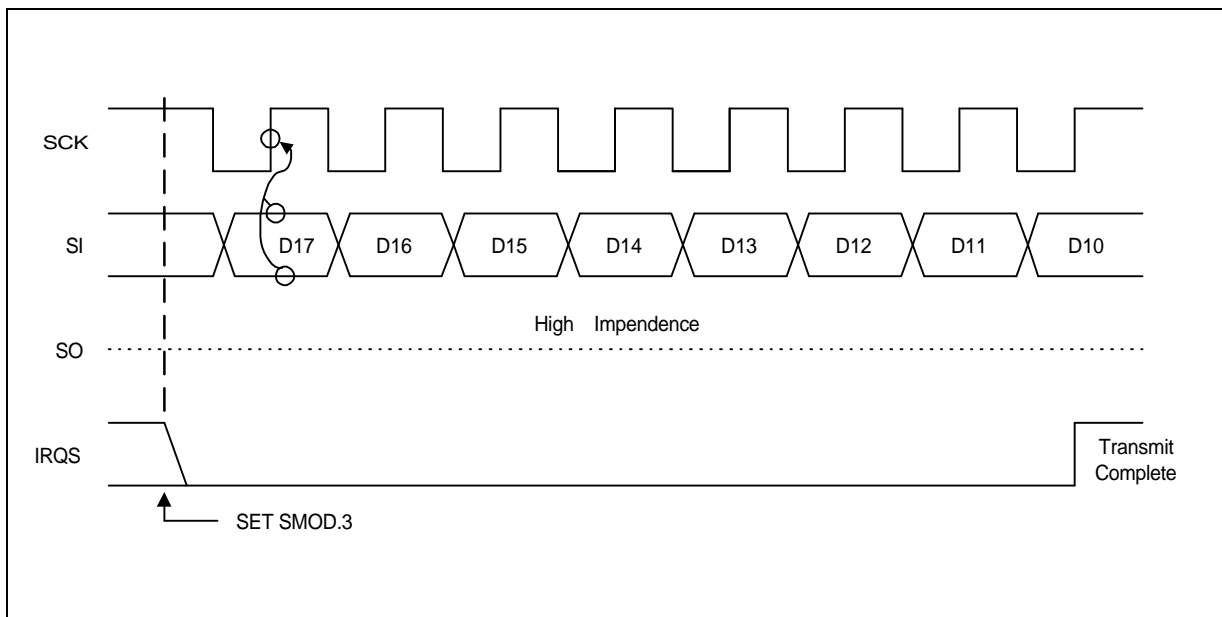 SCK
SI
D17 D16 D15 D14 D13 D12 D11 D10
High Impendence
SO
IRQS
Transmit
Complete
SET SMOD.3